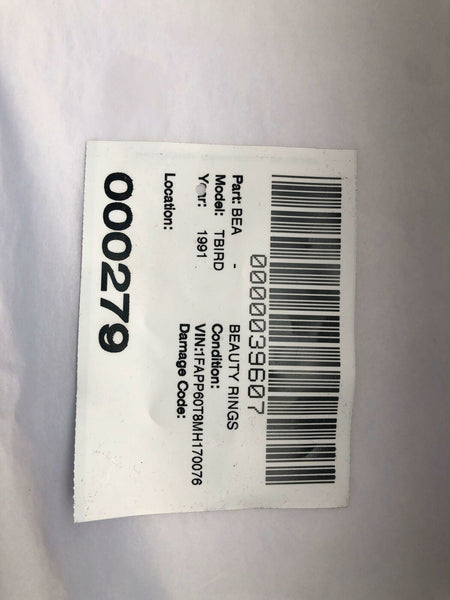 0000039607
Part: BEA - BEAUTY RINGS
Model: TBIRD Condition:
Year: 1991 VIN:1FAPP60T8MH170076
Damage Code:
Location:
000279